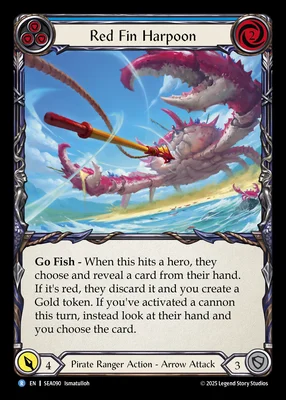 Red Fin Harpoon
Go Fish - When this hits a hero, they
choose and reveal a card from their hand.
If it's red, they discard it and you create a
Gold token. If you've activated a cannon
this turn, instead look at their hand and
you choose the card.
4
Pirate Ranger Action - Arrow Attack
3
R
EN
SEA090
Ismatulloh
© 2025 Legend Story Studios